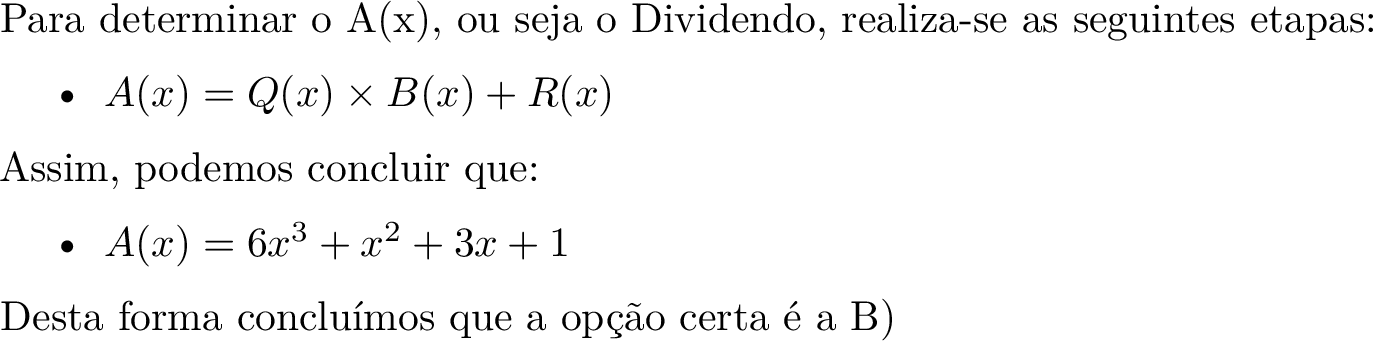 Para determinar o A(x), ou seja o Dividendo, realiza-se as seguintes etapas:
• A(x) = Q(x) × B(x) + R(x)
Assim, podemos concluir que:
• A(x) = 6x³ + x² + 3x + 1
Desta forma concluímos que a opção certa é a B)